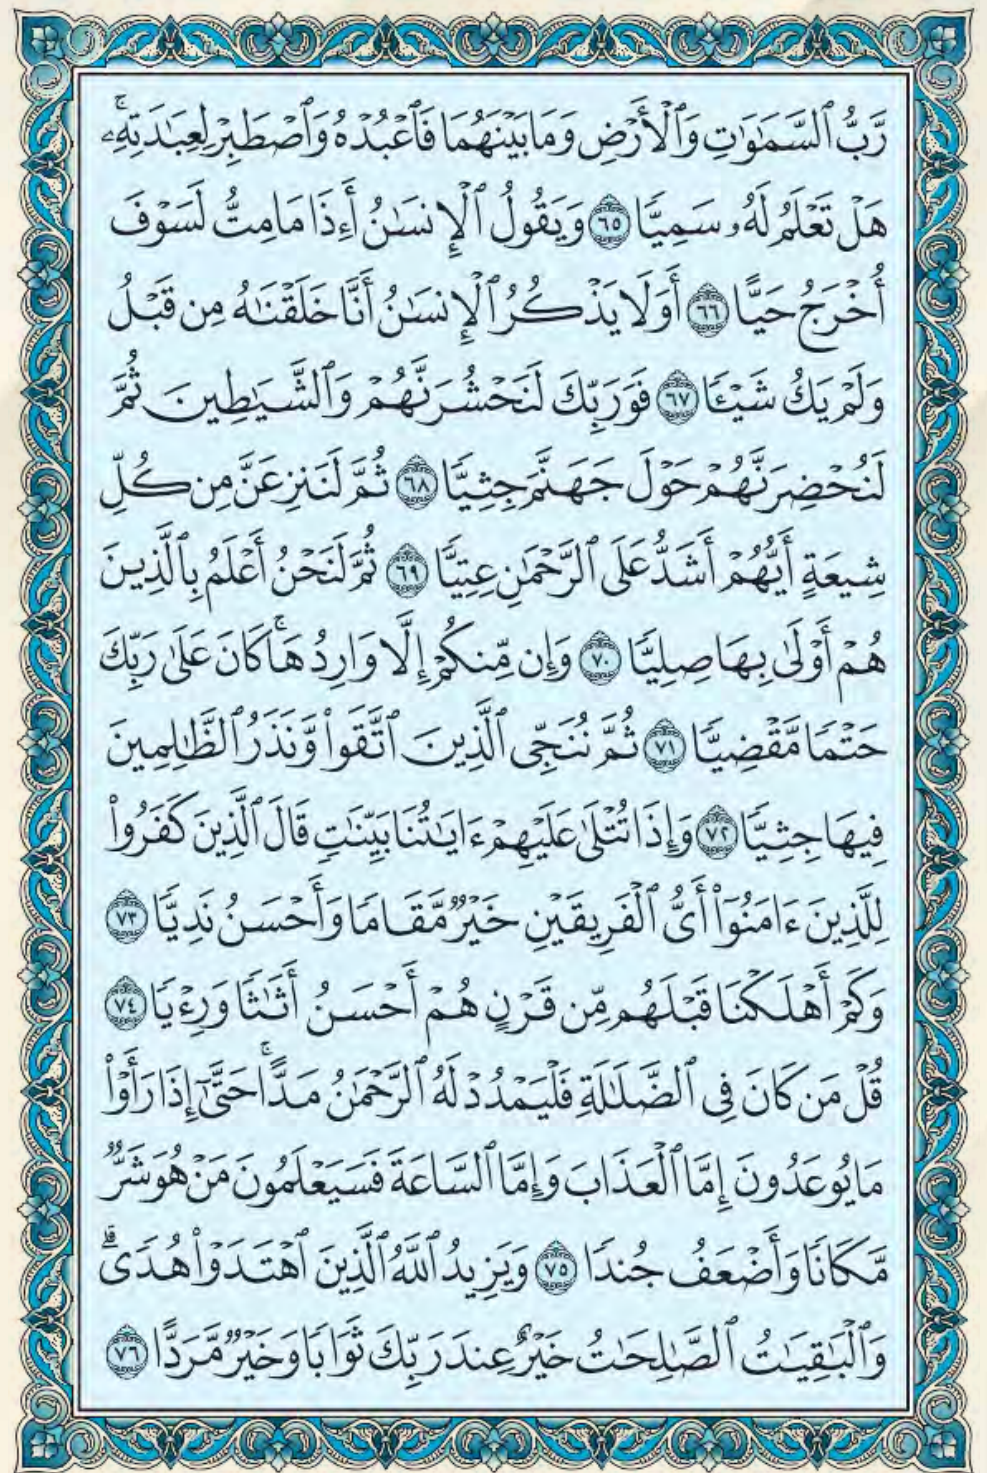 رَّبُّ ٱلسَّمَٰوَٰتِ وَٱلْأَرْضِ وَمَا بَيْنَهُمَا فَٱعْبُدْهُ وَٱصْطَبِرْ لِعِبَٰدَتِهِۦۚ
هَلْ تَعْلَمُ لَهُۥ سَمِيًّا ٦٥ وَيَقُولُ ٱلْإِنسَٰنُ أَءِذَا مَا مِتُّ لَسَوْفَ
أُخْرَجُ حَيًّا ٦٦ أَوَلَا يَذْكُرُ ٱلْإِنسَٰنُ أَنَّا خَلَقْنَٰهُ مِن قَبْلُ
وَلَمْ يَكُ شَيْـًٔا ٦٧ فَوَرَبِّكَ لَنَحْشُرَنَّهُمْ وَٱلشَّيَٰطِينَ ثُمَّ
لَنُحْضِرَنَّهُمْ حَوْلَ جَهَنَّمَ جِثِيًّا ٦٨ ثُمَّ لَنَنزِعَنَّ مِن كُلِّ
شِيعَةٍ أَيُّهُمْ أَشَدُّ عَلَى ٱلرَّحْمَٰنِ عِتِيًّا ٦٩ ثُمَّ لَنَحْنُ أَعْلَمُ بِٱلَّذِينَ
هُمْ أَوْلَىٰ بِهَا صِلِيًّا ٧٠ وَإِن مِّنكُمْ إِلَّا وَارِدُهَاۚ كَانَ عَلَىٰ رَبِّكَ
حَتْمًا مَّقْضِيًّا ٧١ ثُمَّ نُنَجِّى ٱلَّذِينَ ٱتَّقَوا۟ وَّنَذَرُ ٱلظَّٰلِمِينَ
فِيهَا جِثِيًّا ٧٢ وَإِذَا تُتْلَىٰ عَلَيْهِمْ ءَايَٰتُنَا بَيِّنَٰتٍ قَالَ ٱلَّذِينَ كَفَرُوا۟
لِلَّذِينَ ءَامَنُوٓا۟ أَىُّ ٱلْفَرِيقَيْنِ خَيْرٌ مَّقَامًا وَأَحْسَنُ نَدِيًّا ٧٣
وَكَمْ أَهْلَكْنَا قَبْلَهُم مِّن قَرْنٍ هُمْ أَحْسَنُ أَثَٰثًا وَرِءْيًا ٧٤
قُلْ مَن كَانَ فِى ٱلضَّلَٰلَةِ فَلْيَمْدُدْ لَهُ ٱلرَّحْمَٰنُ مَدًّاۚ حَتَّىٰٓ إِذَا رَأَوْا۟
مَا يُوعَدُونَ إِمَّا ٱلْعَذَابَ وَإِمَّا ٱلسَّاعَةَ فَسَيَعْلَمُونَ مَنْ هُوَ شَرٌّ
مَّكَانًا وَأَضْعَفُ جُندًا ٧٥ وَيَزِيدُ ٱللَّهُ ٱلَّذِينَ ٱهْتَدَوْا۟ هُدًىۗ
وَٱلْبَٰقِيَٰتُ ٱلصَّٰلِحَٰتُ خَيْرٌ عِندَ رَبِّكَ ثَوَابًا وَخَيْرٌ مَّرَدًّا ٧٦